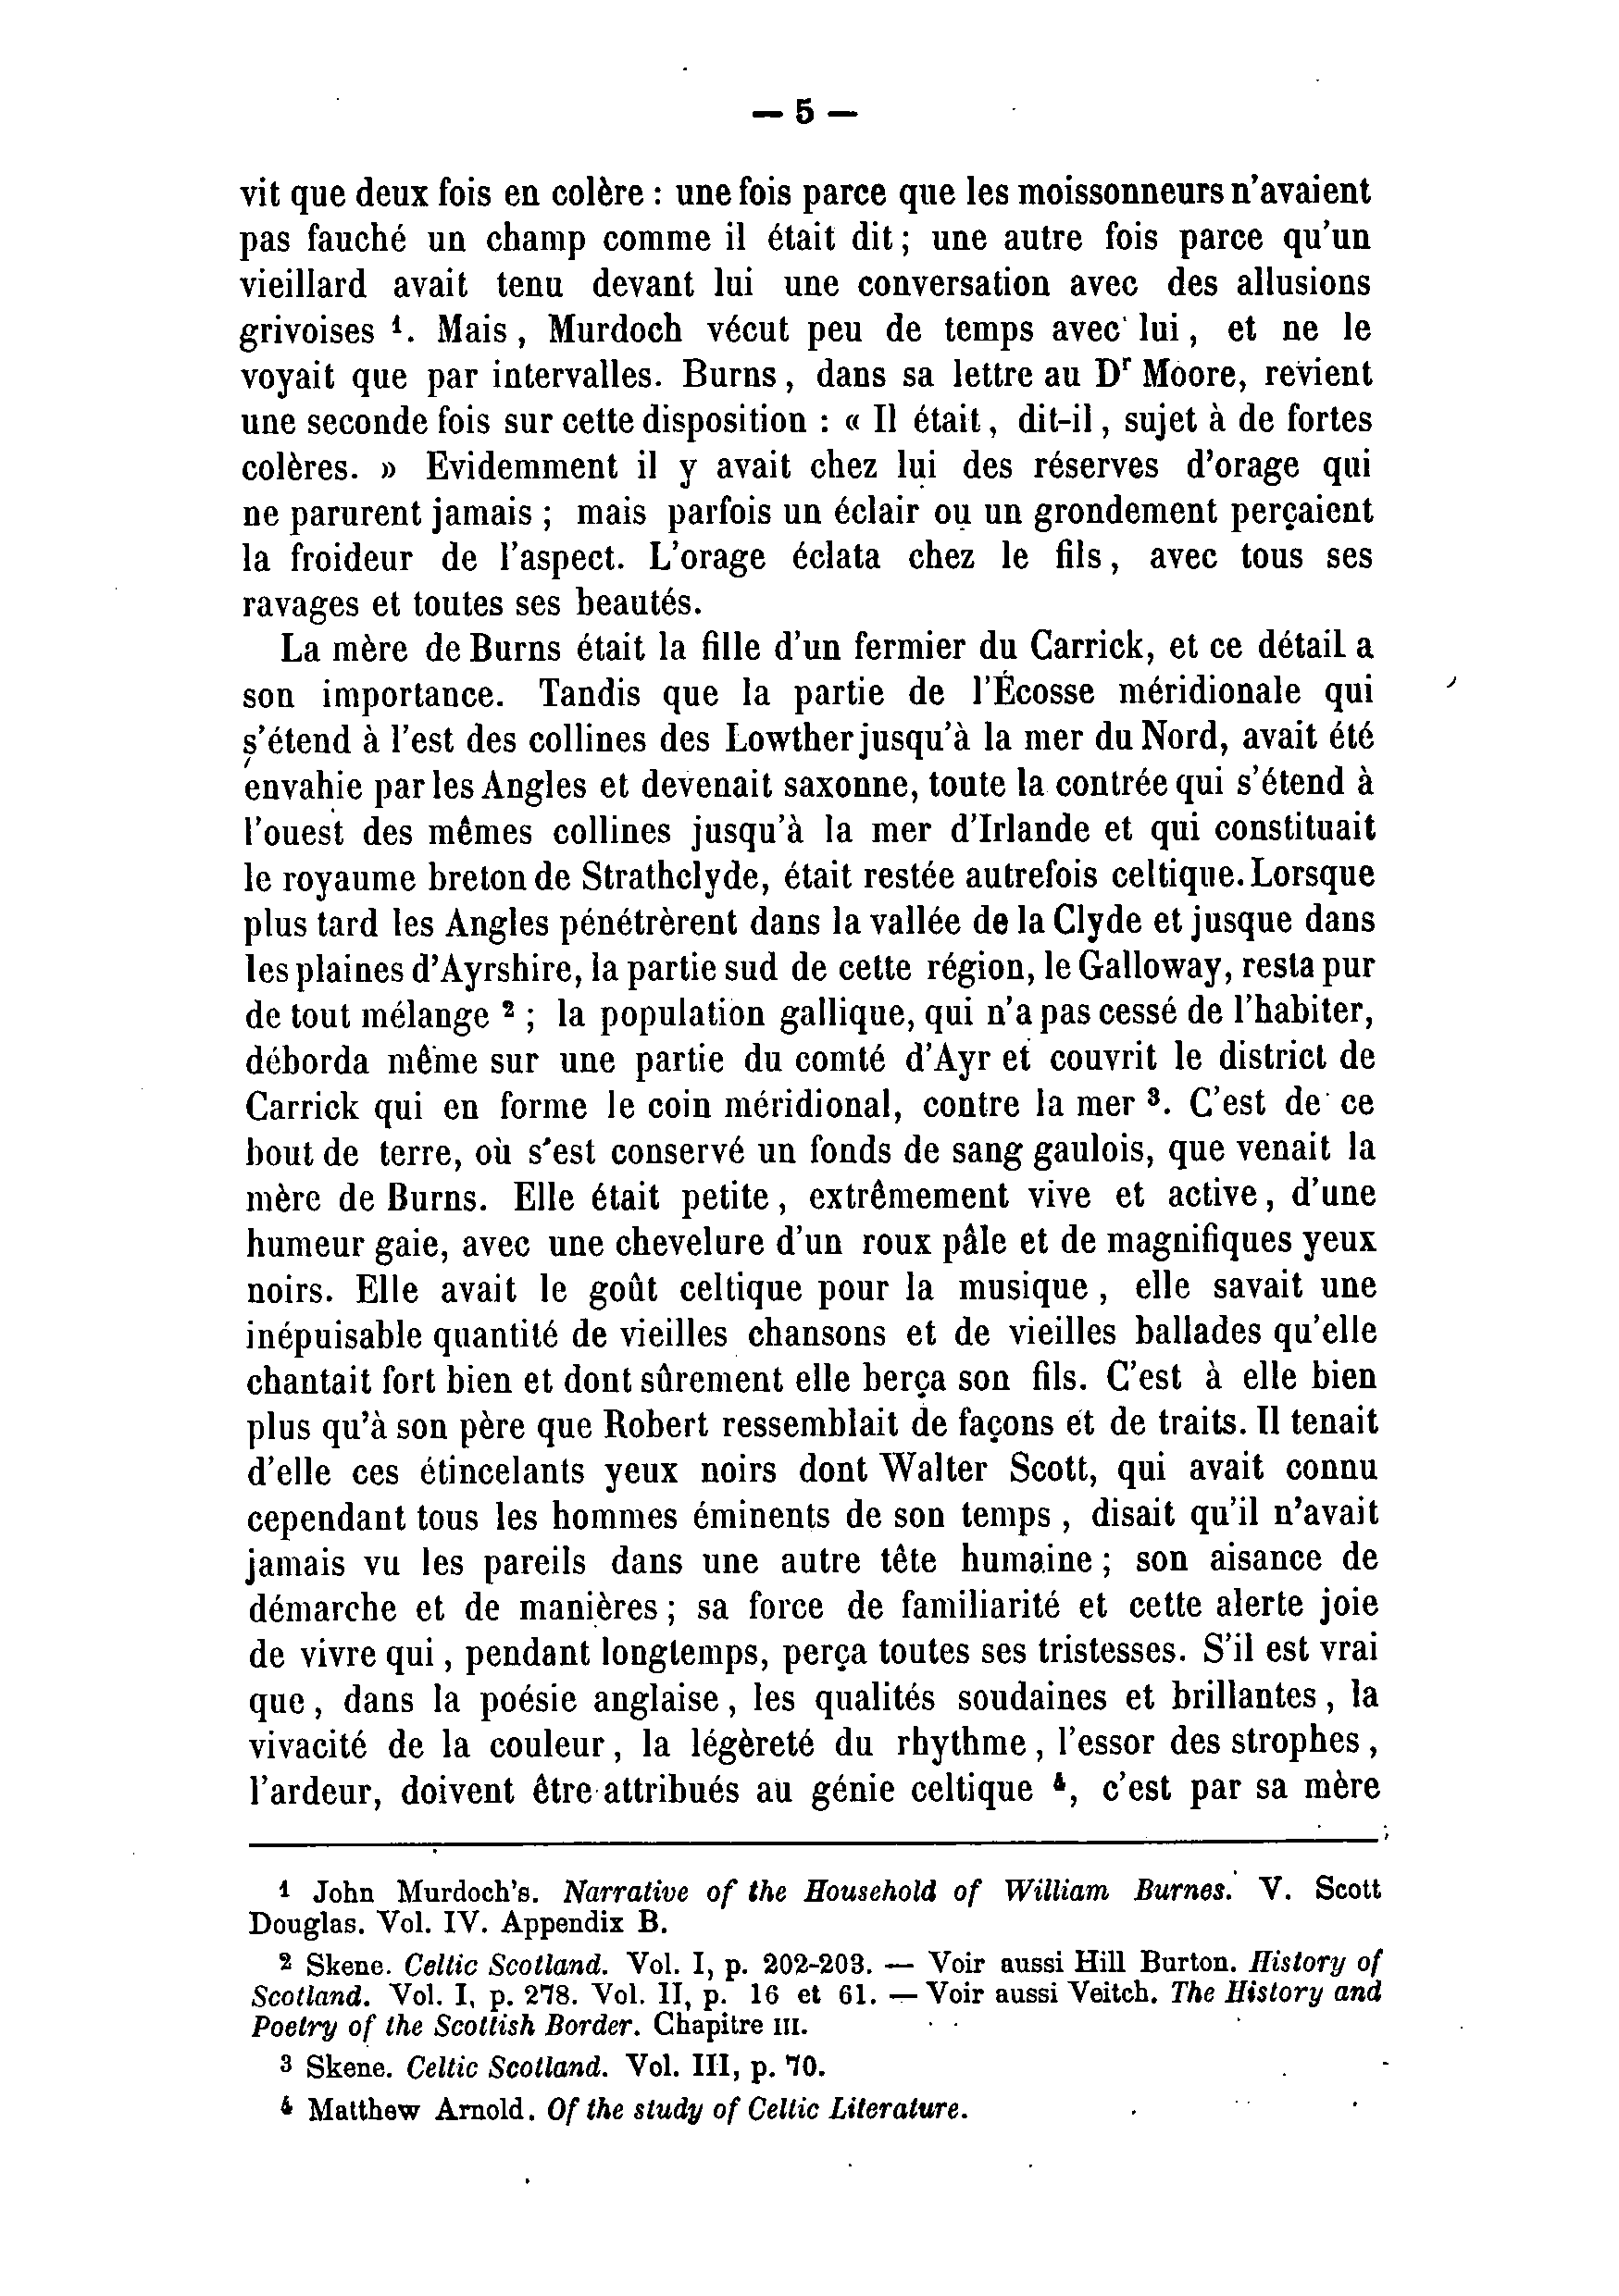 — 5 —
vit que deux fois en colère : une fois parce que les moissonneurs n'avaient
pas fauché un champ comme il était dit ; une autre fois parce qu'un
vieillard avait tenu devant lui une conversation avec des allusions
grivoises ¹. Mais, Murdoch vécut peu de temps avec lui, et ne le
voyait que par intervalles. Burns, dans sa lettre au Dʳ Moore, revient
une seconde fois sur cette disposition : « Il était, dit-il, sujet à de fortes
colères. » Evidemment il y avait chez lui des réserves d'orage qui
ne parurent jamais ; mais parfois un éclair ou un grondement perçaient
la froideur de l'aspect. L'orage éclata chez le fils, avec tous ses
ravages et toutes ses beautés.
La mère de Burns était la fille d'un fermier du Carrick, et ce détail a
son importance. Tandis que la partie de l'Écosse méridionale qui
s'étend à l'est des collines des Lowther jusqu'à la mer du Nord, avait été
envahie par les Angles et devenait saxonne, toute la contrée qui s'étend à
l'ouest des mêmes collines jusqu'à la mer d'Irlande et qui constituait
le royaume breton de Strathclyde, était restée autrefois celtique. Lorsque
plus tard les Angles pénétrèrent dans la vallée de la Clyde et jusque dans
les plaines d'Ayrshire, la partie sud de cette région, le Galloway, resta pur
de tout mélange ² ; la population gallique, qui n'a pas cessé de l'habiter,
déborda même sur une partie du comté d'Ayr et couvrit le district de
Carrick qui en forme le coin méridional, contre la mer ³. C'est de ce
bout de terre, où s'est conservé un fonds de sang gaulois, que venait la
mère de Burns. Elle était petite, extrêmement vive et active, d'une
humeur gaie, avec une chevelure d'un roux pâle et de magnifiques yeux
noirs. Elle avait le goût celtique pour la musique, elle savait une
inépuisable quantité de vieilles chansons et de vieilles ballades qu'elle
chantait fort bien et dont sûrement elle berça son fils. C'est à elle bien
plus qu'à son père que Robert ressemblait de façons et de traits. Il tenait
d'elle ces étincelants yeux noirs dont Walter Scott, qui avait connu
cependant tous les hommes éminents de son temps, disait qu'il n'avait
jamais vu les pareils dans une autre tête humaine ; son aisance de
démarche et de manières ; sa force de familiarité et cette alerte joie
de vivre qui, pendant longtemps, perça toutes ses tristesses. S'il est vrai
que, dans la poésie anglaise, les qualités soudaines et brillantes, la
vivacité de la couleur, la légèreté du rhythme, l'essor des strophes,
l'ardeur, doivent être attribués au génie celtique ⁴, c'est par sa mère
¹ John Murdoch's. Narrative of the Household of William Burnes. V. Scott
Douglas. Vol. IV. Appendix B.
² Skene. Celtic Scotland. Vol. I, p. 202-203. — Voir aussi Hill Burton. History of
Scotland. Vol. I, p. 278. Vol. II, p. 16 et 61. — Voir aussi Veitch. The History and
Poetry of the Scottish Border. Chapitre III.
³ Skene. Celtic Scotland. Vol. III, p. 70.
⁴ Matthew Arnold. Of the study of Celtic Literature.